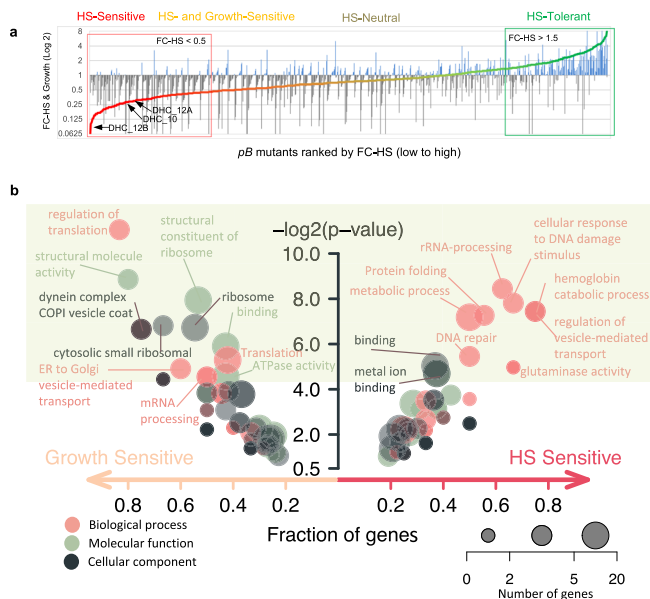 HS-Sensitive
HS- and Growth-Sensitive
HS-Neutral
HS-Tolerant
a
FC-HS & Growth (Log 2)
8
4
2
1
0.5
0.25
0.125
0.0625
FC-HS < 0.5
FC-HS > 1.5
DHC_12A
DHC_10
DHC_12B
pB mutants ranked by FC-HS (low to high)
b
regulation of
translation
structural
constituent of
ribosome
−log2(p−value)
cellular response
to DNA damage
stimulus
rRNA-processing
structural molecule
activity
10.0
8.0
4.0
2.0
0.5
Protein folding
metabolic process
hemoglobin
catabolic process
dynein complex
COPI vesicle coat
ribosome
binding
regulation of
vesicle-mediated
transport
cytosolic small ribosomal
binding
DNA repair
Translation
ATPase activity
ER to Golgi
vesicle-mediated
transport
metal ion
binding
glutaminase activity
mRNA
processing
Growth Sensitive
HS Sensitive
0.8
0.6
0.4
0.2
0.2
0.4
0.6
0.8
Fraction of genes
Biological process
Molecular function
Cellular component
0
2
5
20
Number of genes